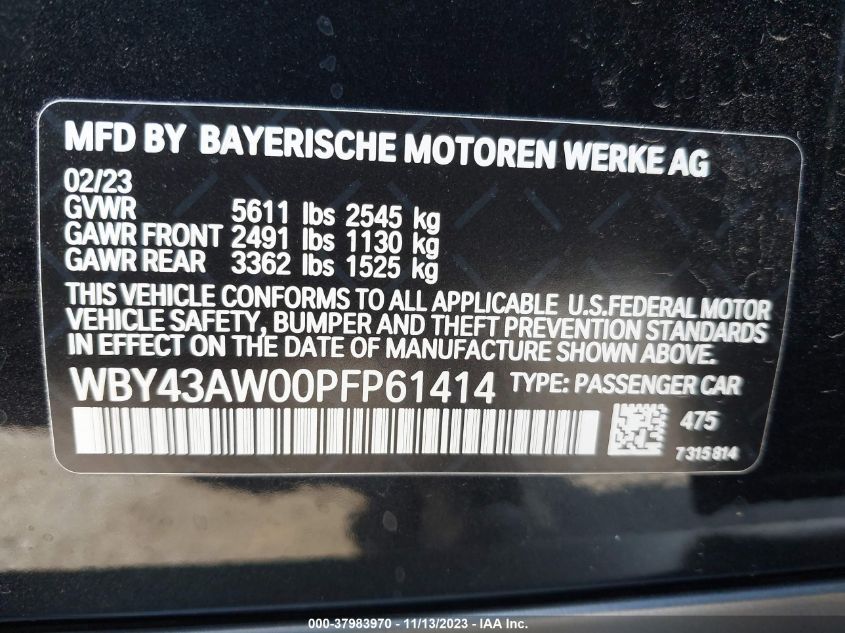 MFD BY BAYERISCHE MOTOREN WERKE AG
02/23
GVWR 5611 lbs 2545 kg
GAWR FRONT 2491 lbs 1130 kg
GAWR REAR 3362 lbs 1525 kg
THIS VEHICLE CONFORMS TO ALL APPLICABLE U.S.FEDERAL MOTOR
VEHICLE SAFETY, BUMPER AND THEFT PREVENTION STANDARDS
IN EFFECT ON THE DATE OF MANUFACTURE SHOWN ABOVE.
WBY43AW00PFP61414 TYPE: PASSENGER CAR
475
7315814
000-37983970 - 11/13/2023 - IAA Inc.